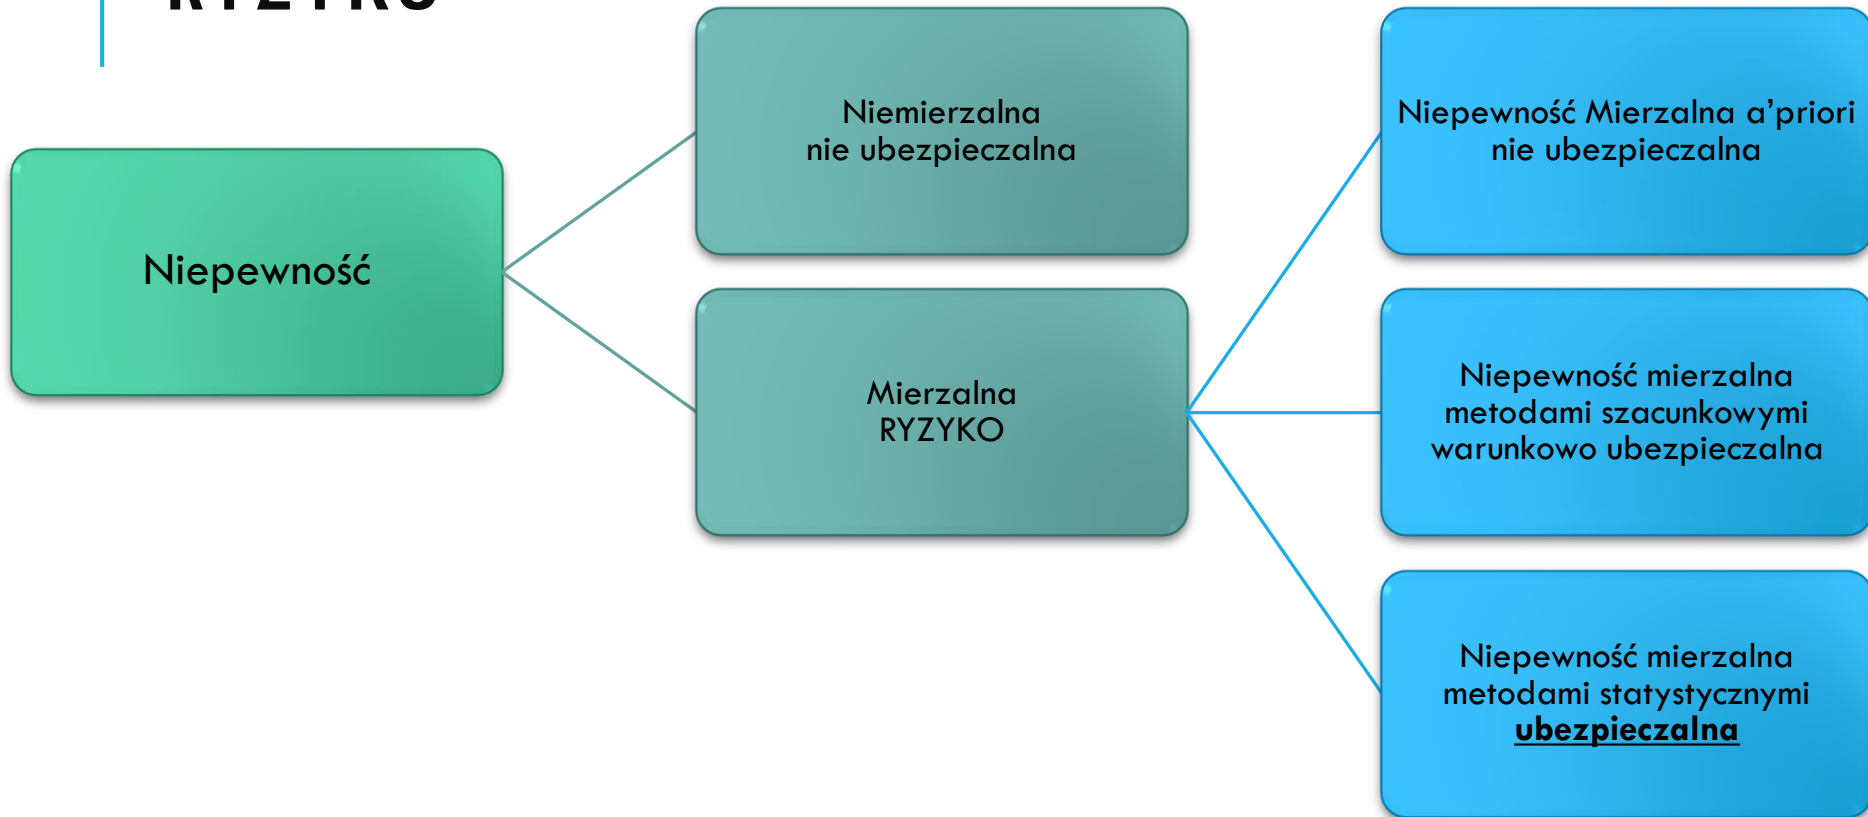 RYZYKO
Niepewność
Niemierzalna
nie ubezpieczalna
Mierzalna
RYZYKO
Niepewność Mierzalna a’priori
nie ubezpieczalna
Niepewność mierzalna
metodami szacunkowymi
warunkowo ubezpieczalna
Niepewność mierzalna
metodami statystycznymi
ubezpieczalna